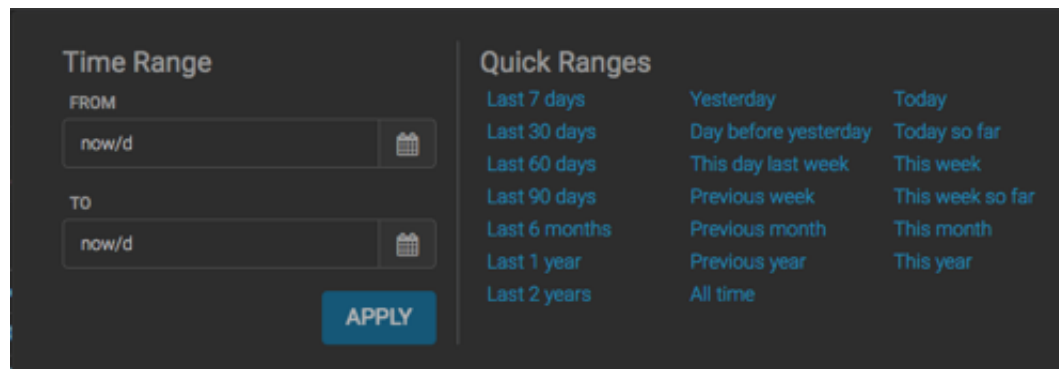 Time Range
FROM
now/d
TO
now/d
APPLY
Quick Ranges
Last 7 days Yesterday Today
Last 30 days Day before yesterday Today so far
Last 60 days This day last week This week
Last 90 days Previous week This week so far
Last 6 months Previous month This month
Last 1 year Previous year This year
Last 2 years All time